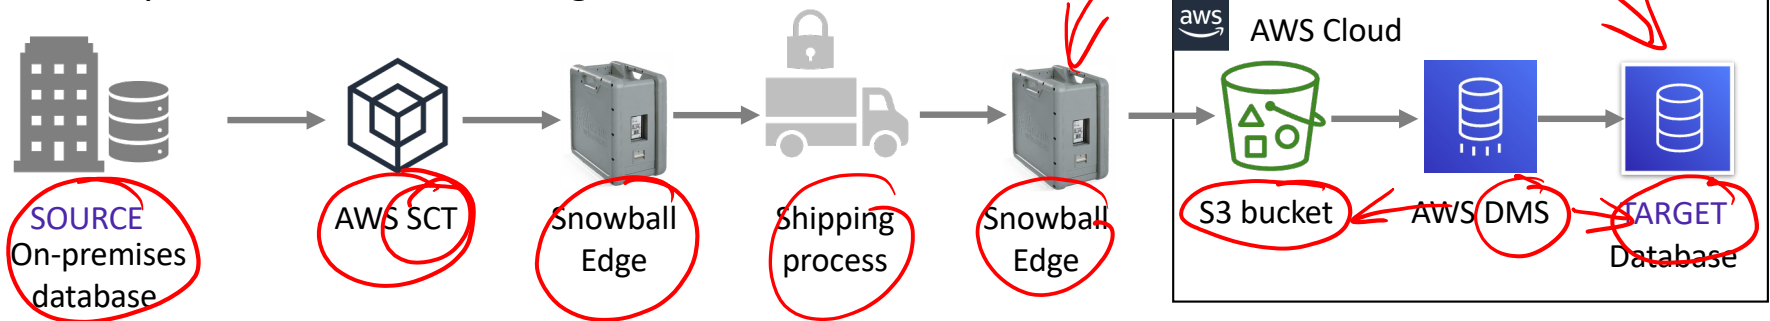 aws
AWS Cloud
SOURCE
On-premises
database
AWS SCT
Snowball
Edge
Shipping
process
Snowball
Edge
S3 bucket
AWS DMS
TARGET
Database